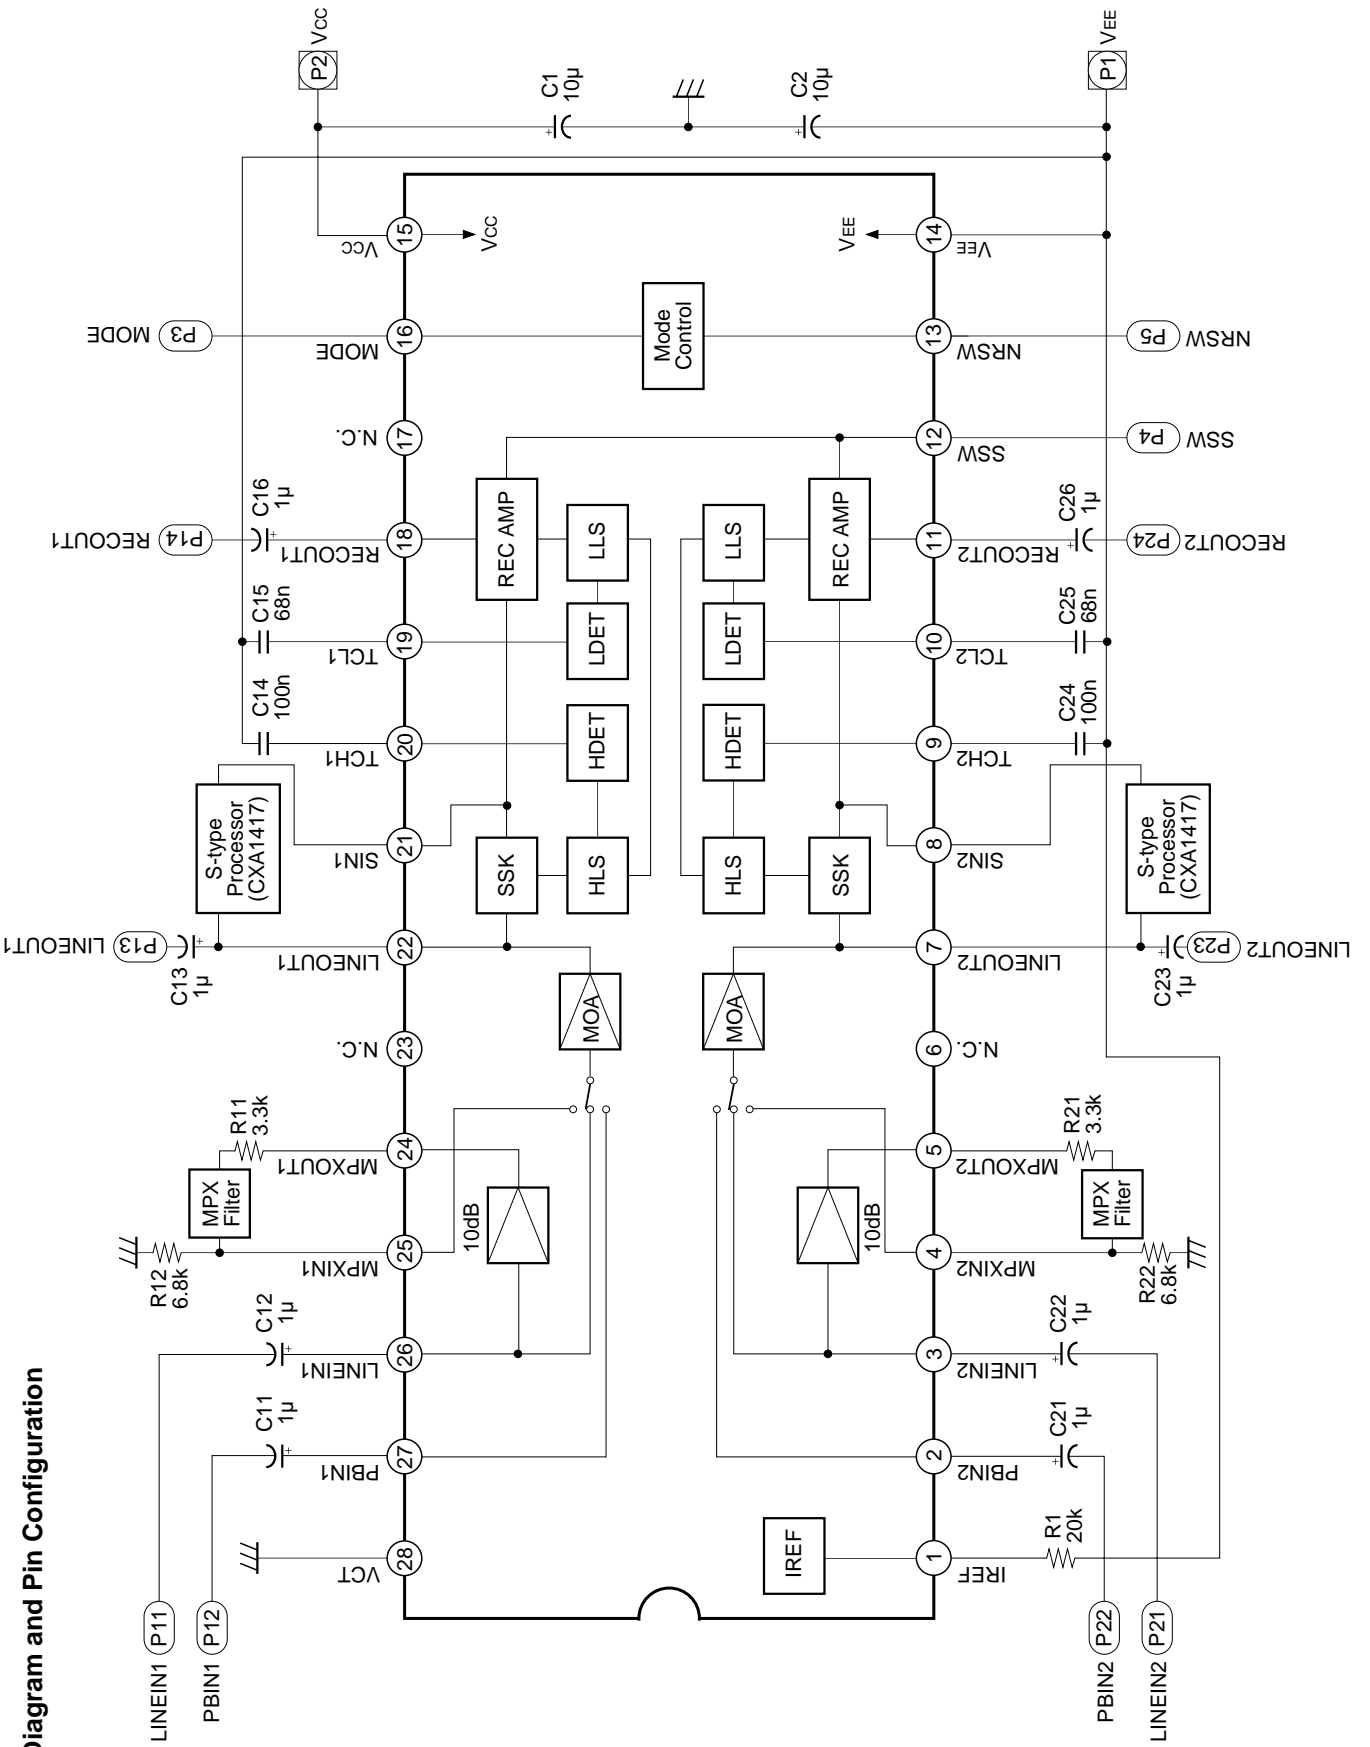 Diagram and Pin Configuration
LINEIN1 P11
PBIN1 P12
PBIN2 P22
LINEIN2 P21
VCT 28
IREF
1 IREF
R1
20k
C11
1µ
PBIN1 27
2 PBIN2
C21
1µ
C12
1µ
LINEIN1 26
3 LINEIN2
C22
1µ
R12
6.8k
MPX
Filter
MPXIN1 25
10dB
10dB
4 MPXIN2
MPX
Filter
R22
6.8k
R11
3.3k
MPXOUT1 24
5 MPXOUT2
R21
3.3k
N.C. 23
MOA
MOA
6 N.C.
LINEOUT1 P13
C13
1µ
LINEOUT1 22
7 LINEOUT2
C23
1µ
P23 LINEOUT2
S-type
Processor
(CXA1417)
SIN1 21
SSK
HLS
HLS
SSK
8 SIN2
S-type
Processor
(CXA1417)
C14
100n
TCH1 20
HDET
HDET
9 TCH2
C24
100n
C15
68n
TCL1 19
LDET
LDET
10 TCL2
C25
68n
RECOUT1 P14
C16
1µ
RECOUT1 18
REC AMP
LLS
LLS
REC AMP
11 RECOUT2
C26
1µ
P24 RECOUT2
N.C. 17
12 SSW
P4 SSW
MODE P3
MODE 16
Mode
Control
13 NRSW
P5 NRSW
VCC 15
VCC
VEE
14 VEE
C1
10µ
C2
10µ
P2 VCC
P1 VEE